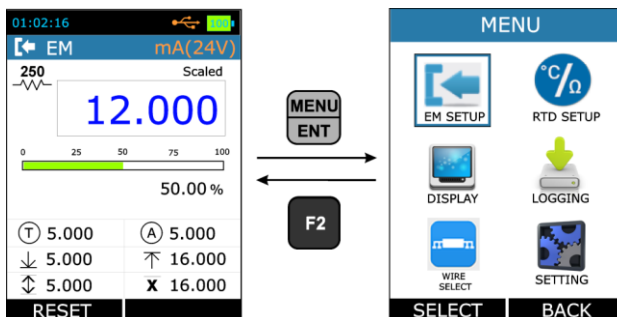 01:02:16 100
EM mA(24V)
250 Scaled
12.000
0 25 50 75 100
50.00 %
T 5.000 A 5.000
5.000 16.000
5.000 X 16.000
RESET
MENU
ENT
F2
MENU
°C/Ω
EM SETUP RTD SETUP
DISPLAY LOGGING
WIRE
SELECT SETTING
SELECT BACK